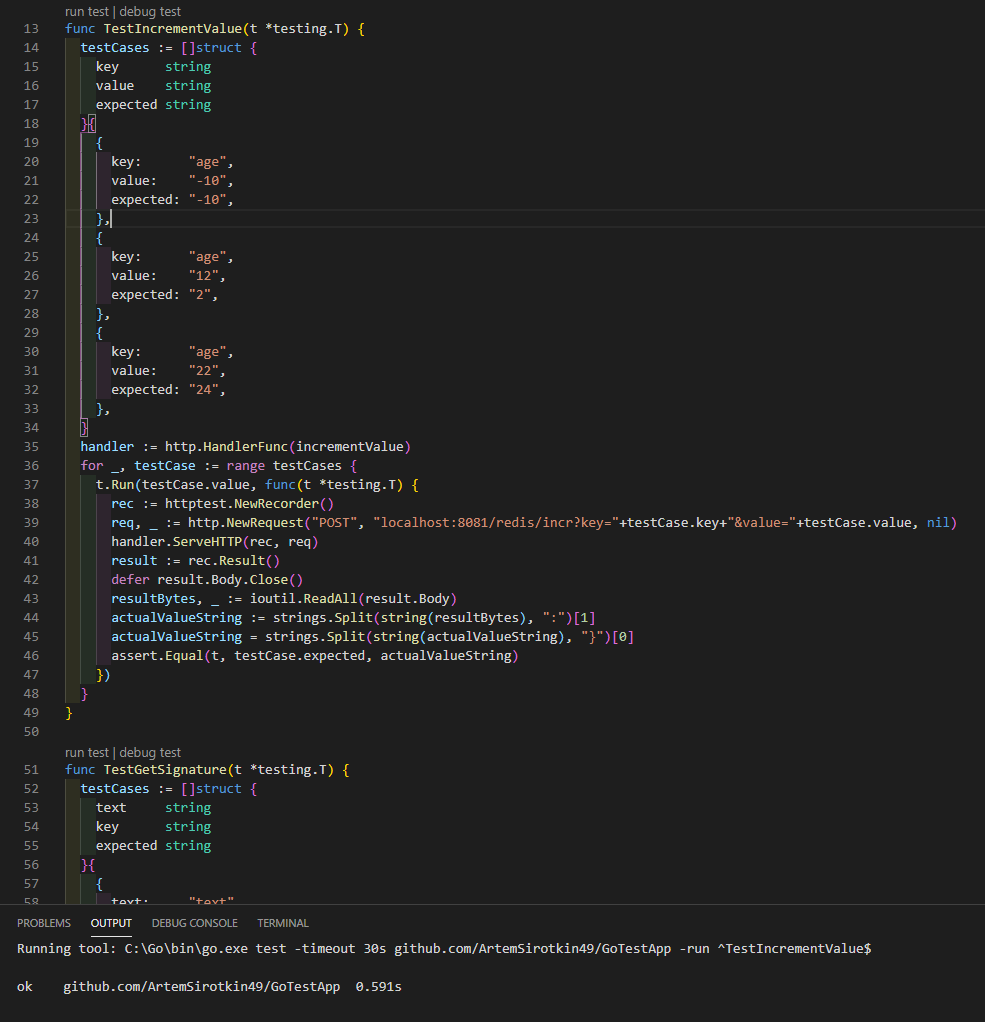 run test | debug test
13 func TestIncrementValue(t *testing.T) {
14 testCases := []struct {
15 key string
16 value string
17 expected string
18 }{
19 {
20 key: "age",
21 value: "-10",
22 expected: "-10",
23 },
24 {
25 key: "age",
26 value: "12",
27 expected: "2",
28 },
29 {
30 key: "age",
31 value: "22",
32 expected: "24",
33 },
34 }
35 handler := http.HandlerFunc(incrementValue)
36 for _, testCase := range testCases {
37 t.Run(testCase.value, func(t *testing.T) {
38 rec := httptest.NewRecorder()
39 req, _ := http.NewRequest("POST", "localhost:8081/redis/incr?key="+testCase.key+"&value="+testCase.value, nil)
40 handler.ServeHTTP(rec, req)
41 result := rec.Result()
42 defer result.Body.Close()
43 resultBytes, _ := ioutil.ReadAll(result.Body)
44 actualValueString := strings.Split(string(resultBytes), ":")[1]
45 actualValueString = strings.Split(string(actualValueString), "}")[0]
46 assert.Equal(t, testCase.expected, actualValueString)
47 })
48 }
49 }
50
run test | debug test
51 func TestGetSignature(t *testing.T) {
52 testCases := []struct {
53 text string
54 key string
55 expected string
56 }{
57 {
58 text: "text"
PROBLEMS OUTPUT DEBUG CONSOLE TERMINAL
Running tool: C:\Go\bin\go.exe test -timeout 30s github.com/ArtemSirotkin49/GoTestApp -run ^TestIncrementValue$
ok github.com/ArtemSirotkin49/GoTestApp 0.591s